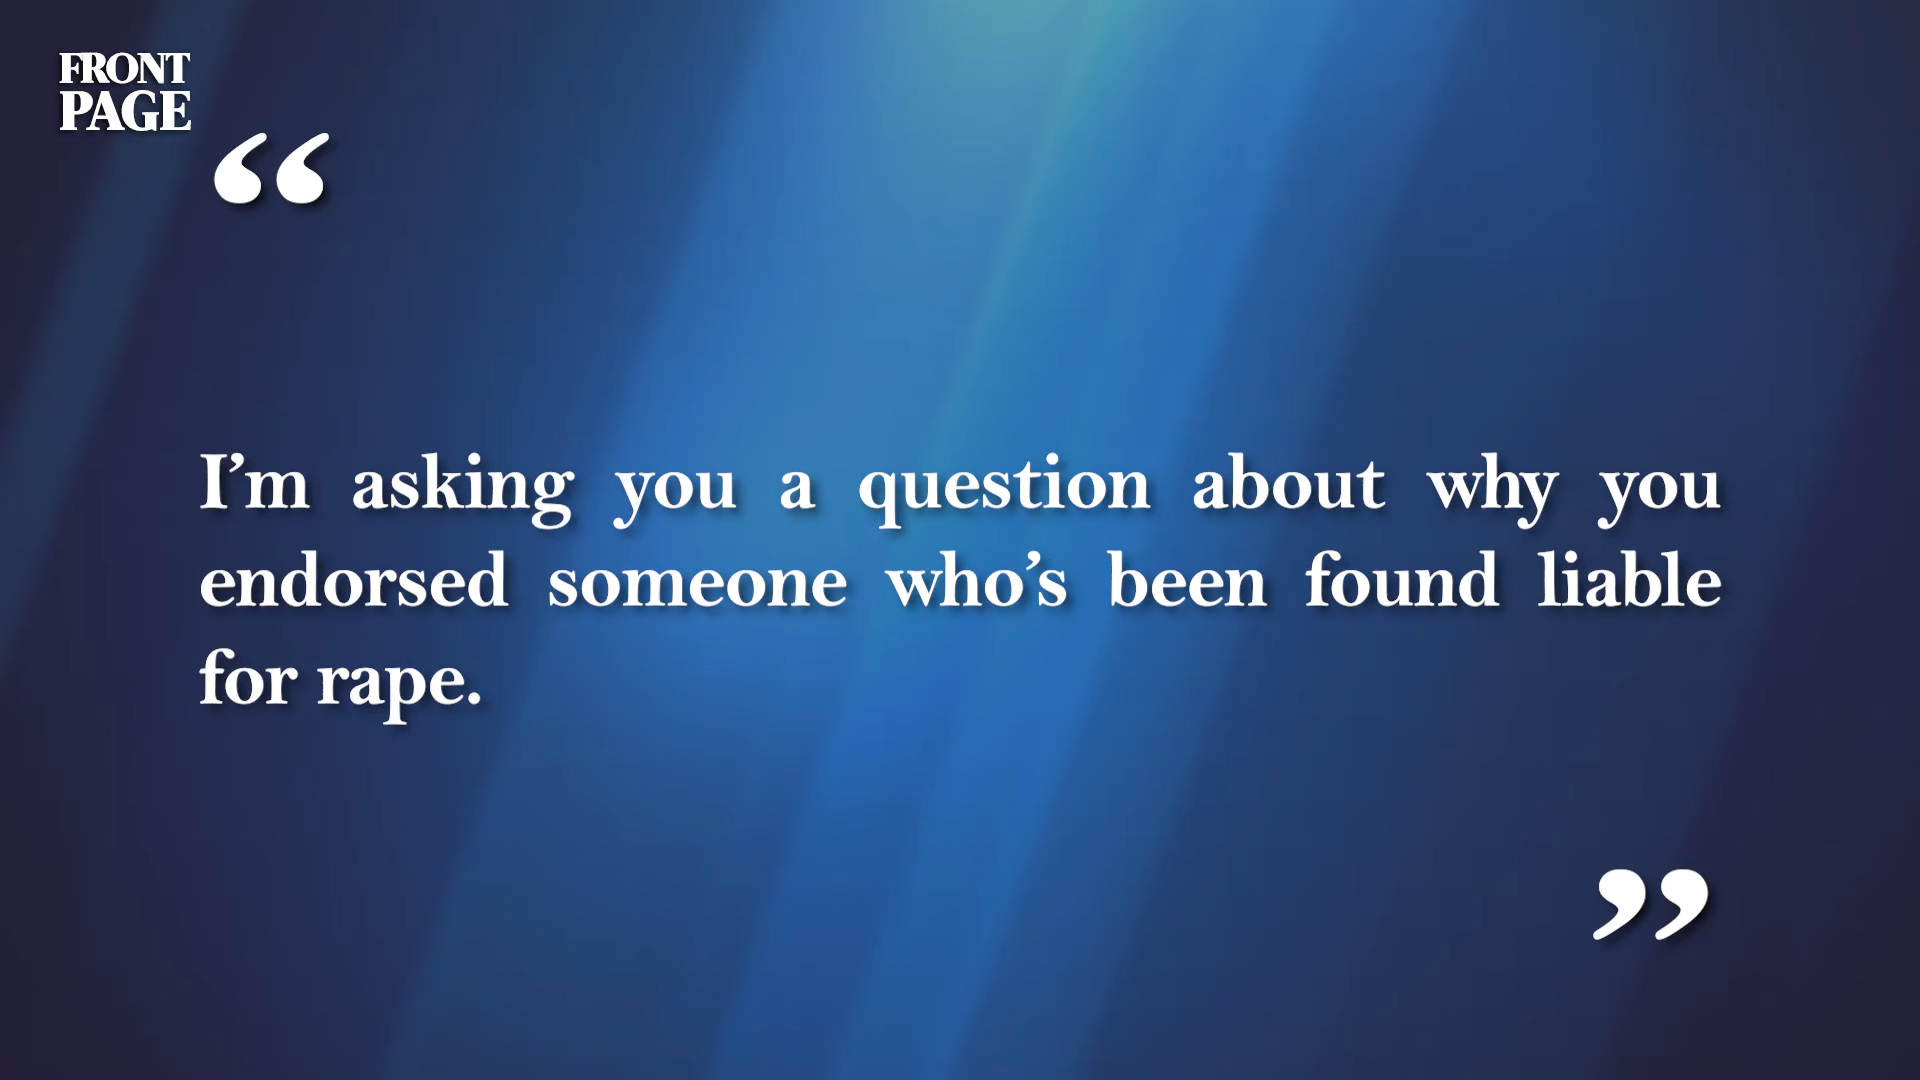 FRONT
PAGE
“
I’m asking you a question about why you
endorsed someone who’s been found liable
for rape.
”